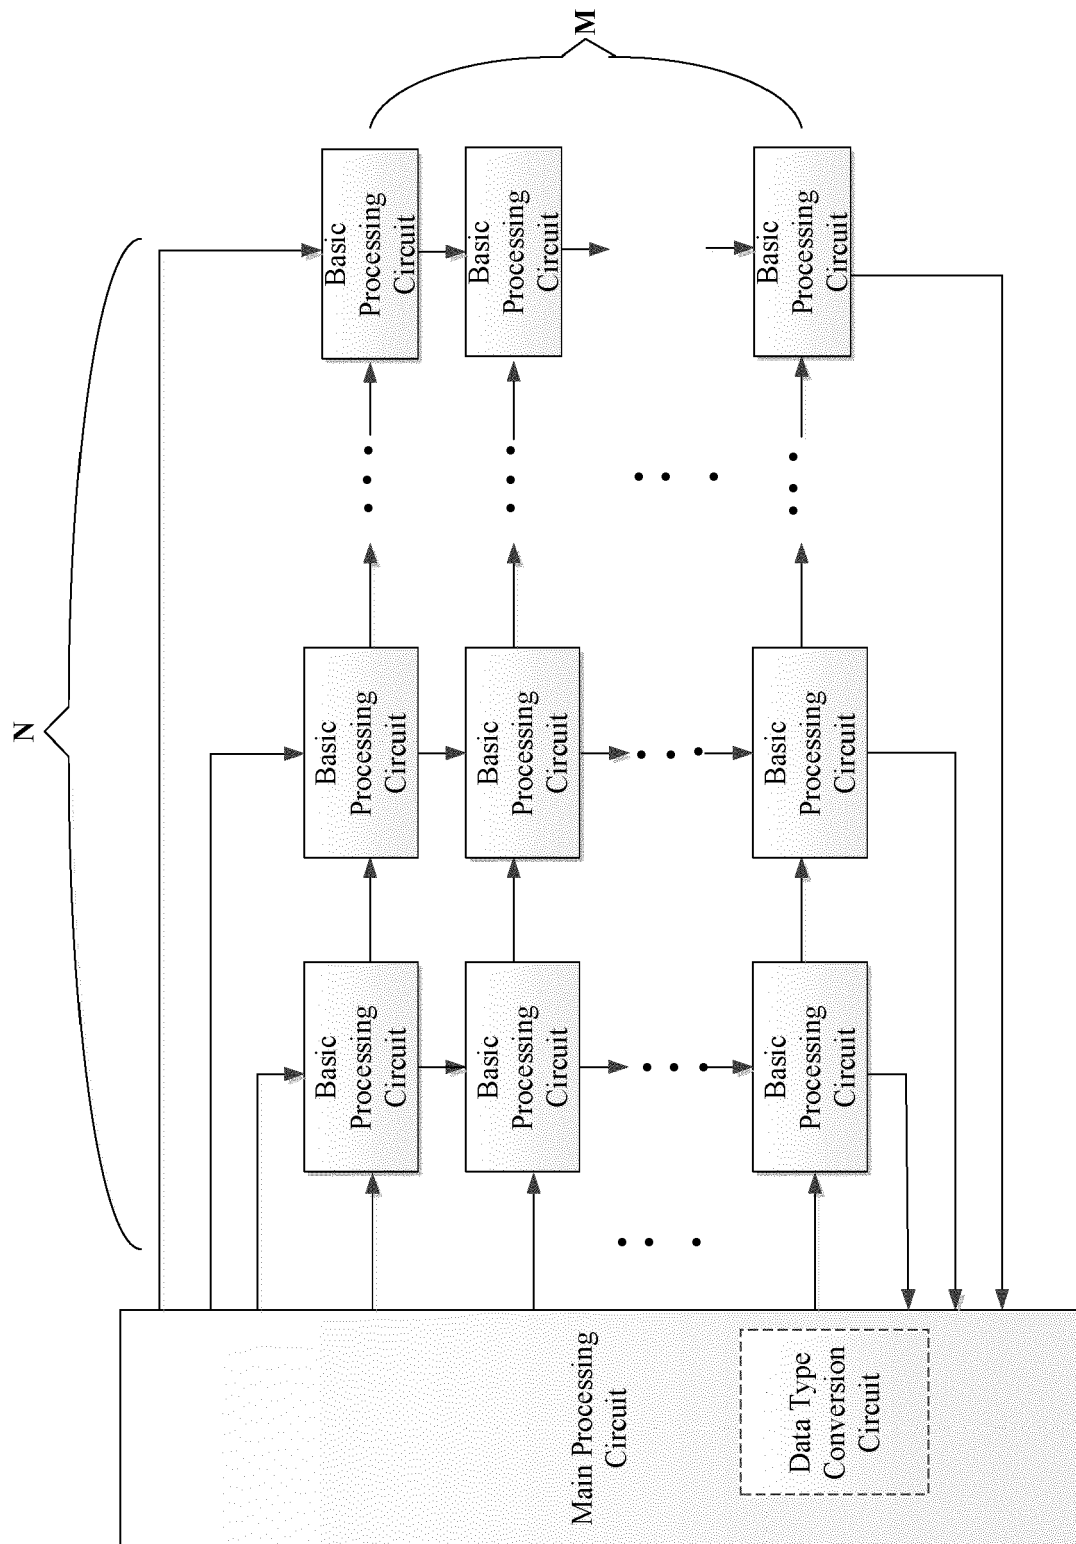 N
M
Basic
Processing
Circuit
Basic
Processing
Circuit
Basic
Processing
Circuit
Basic
Processing
Circuit
Basic
Processing
Circuit
Basic
Processing
Circuit
Basic
Processing
Circuit
Basic
Processing
Circuit
Basic
Processing
Circuit
Main Processing
Circuit
Data Type
Conversion
Circuit